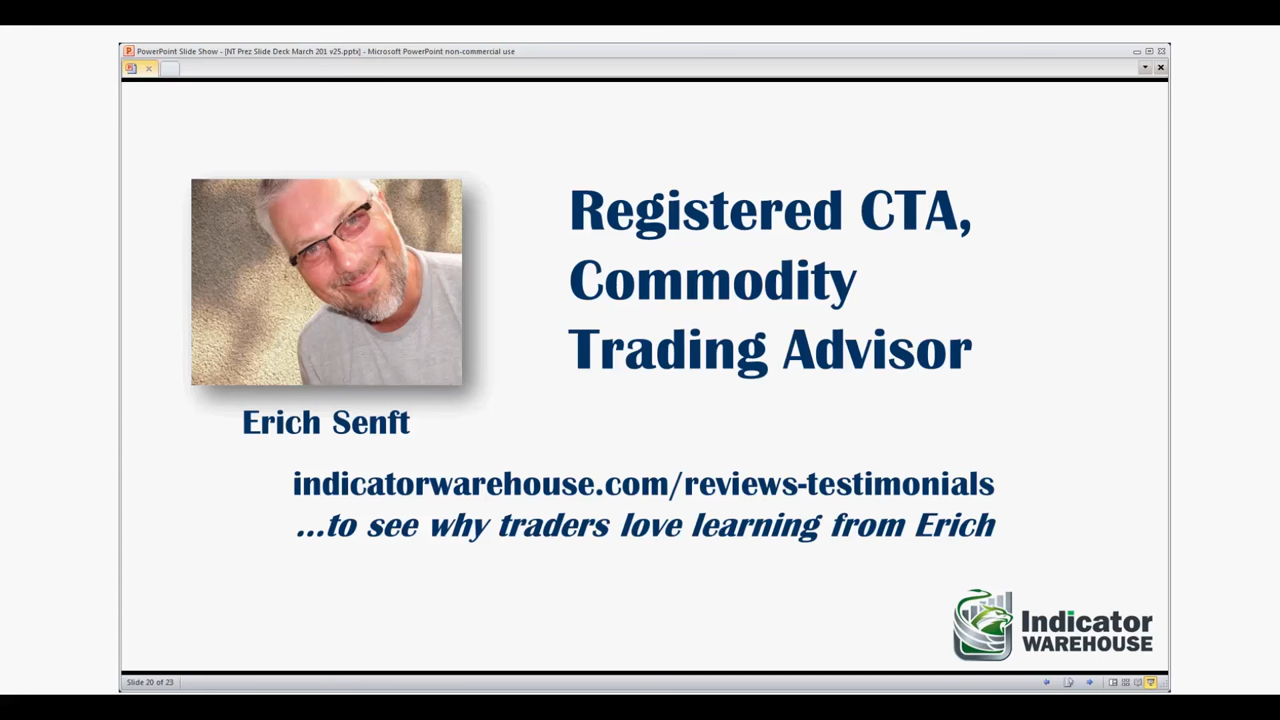 PowerPoint Slide Show - [NT Prez Slide Deck March 201 v25.pptx] - Microsoft PowerPoint non-commercial use
Registered CTA,
Commodity
Trading Advisor
Erich Senft
indicatorwarehouse.com/reviews-testimonials
...to see why traders love learning from Erich
Indicator
WAREHOUSE
Slide 20 of 23